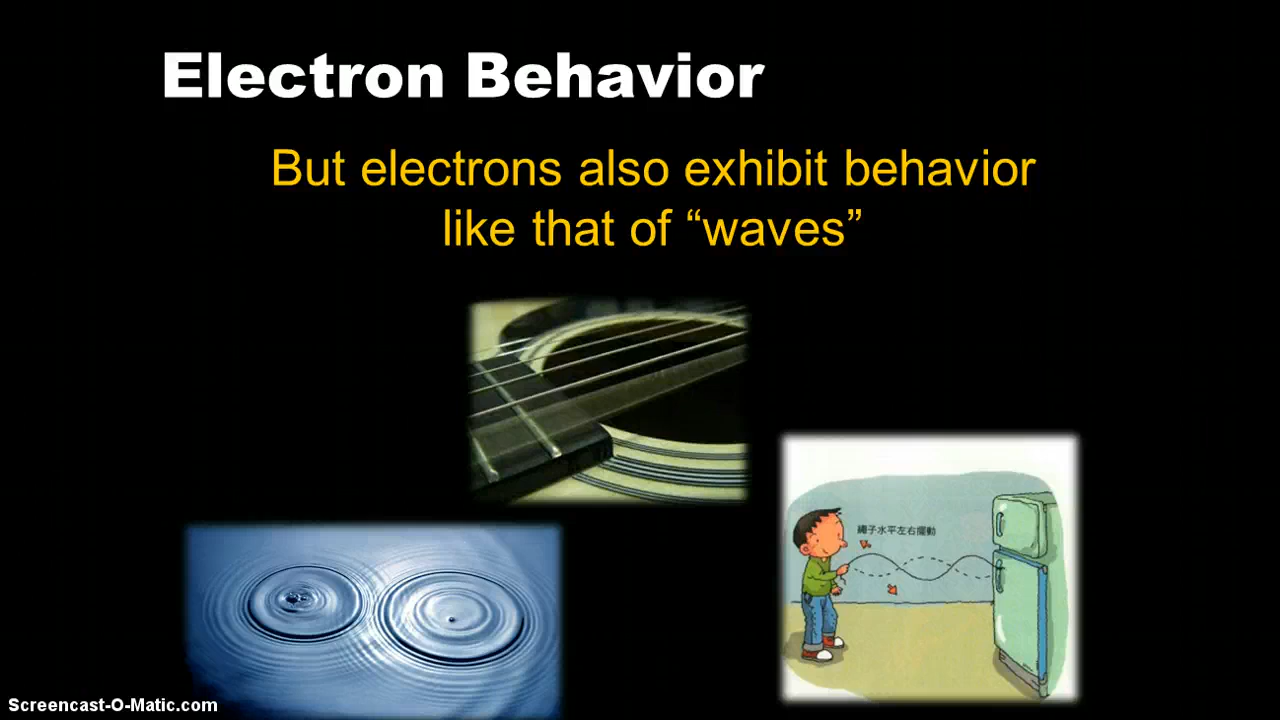 Electron Behavior
But electrons also exhibit behavior
like that of “waves”
繩子水平左右擺動
Screencast-O-Matic.com